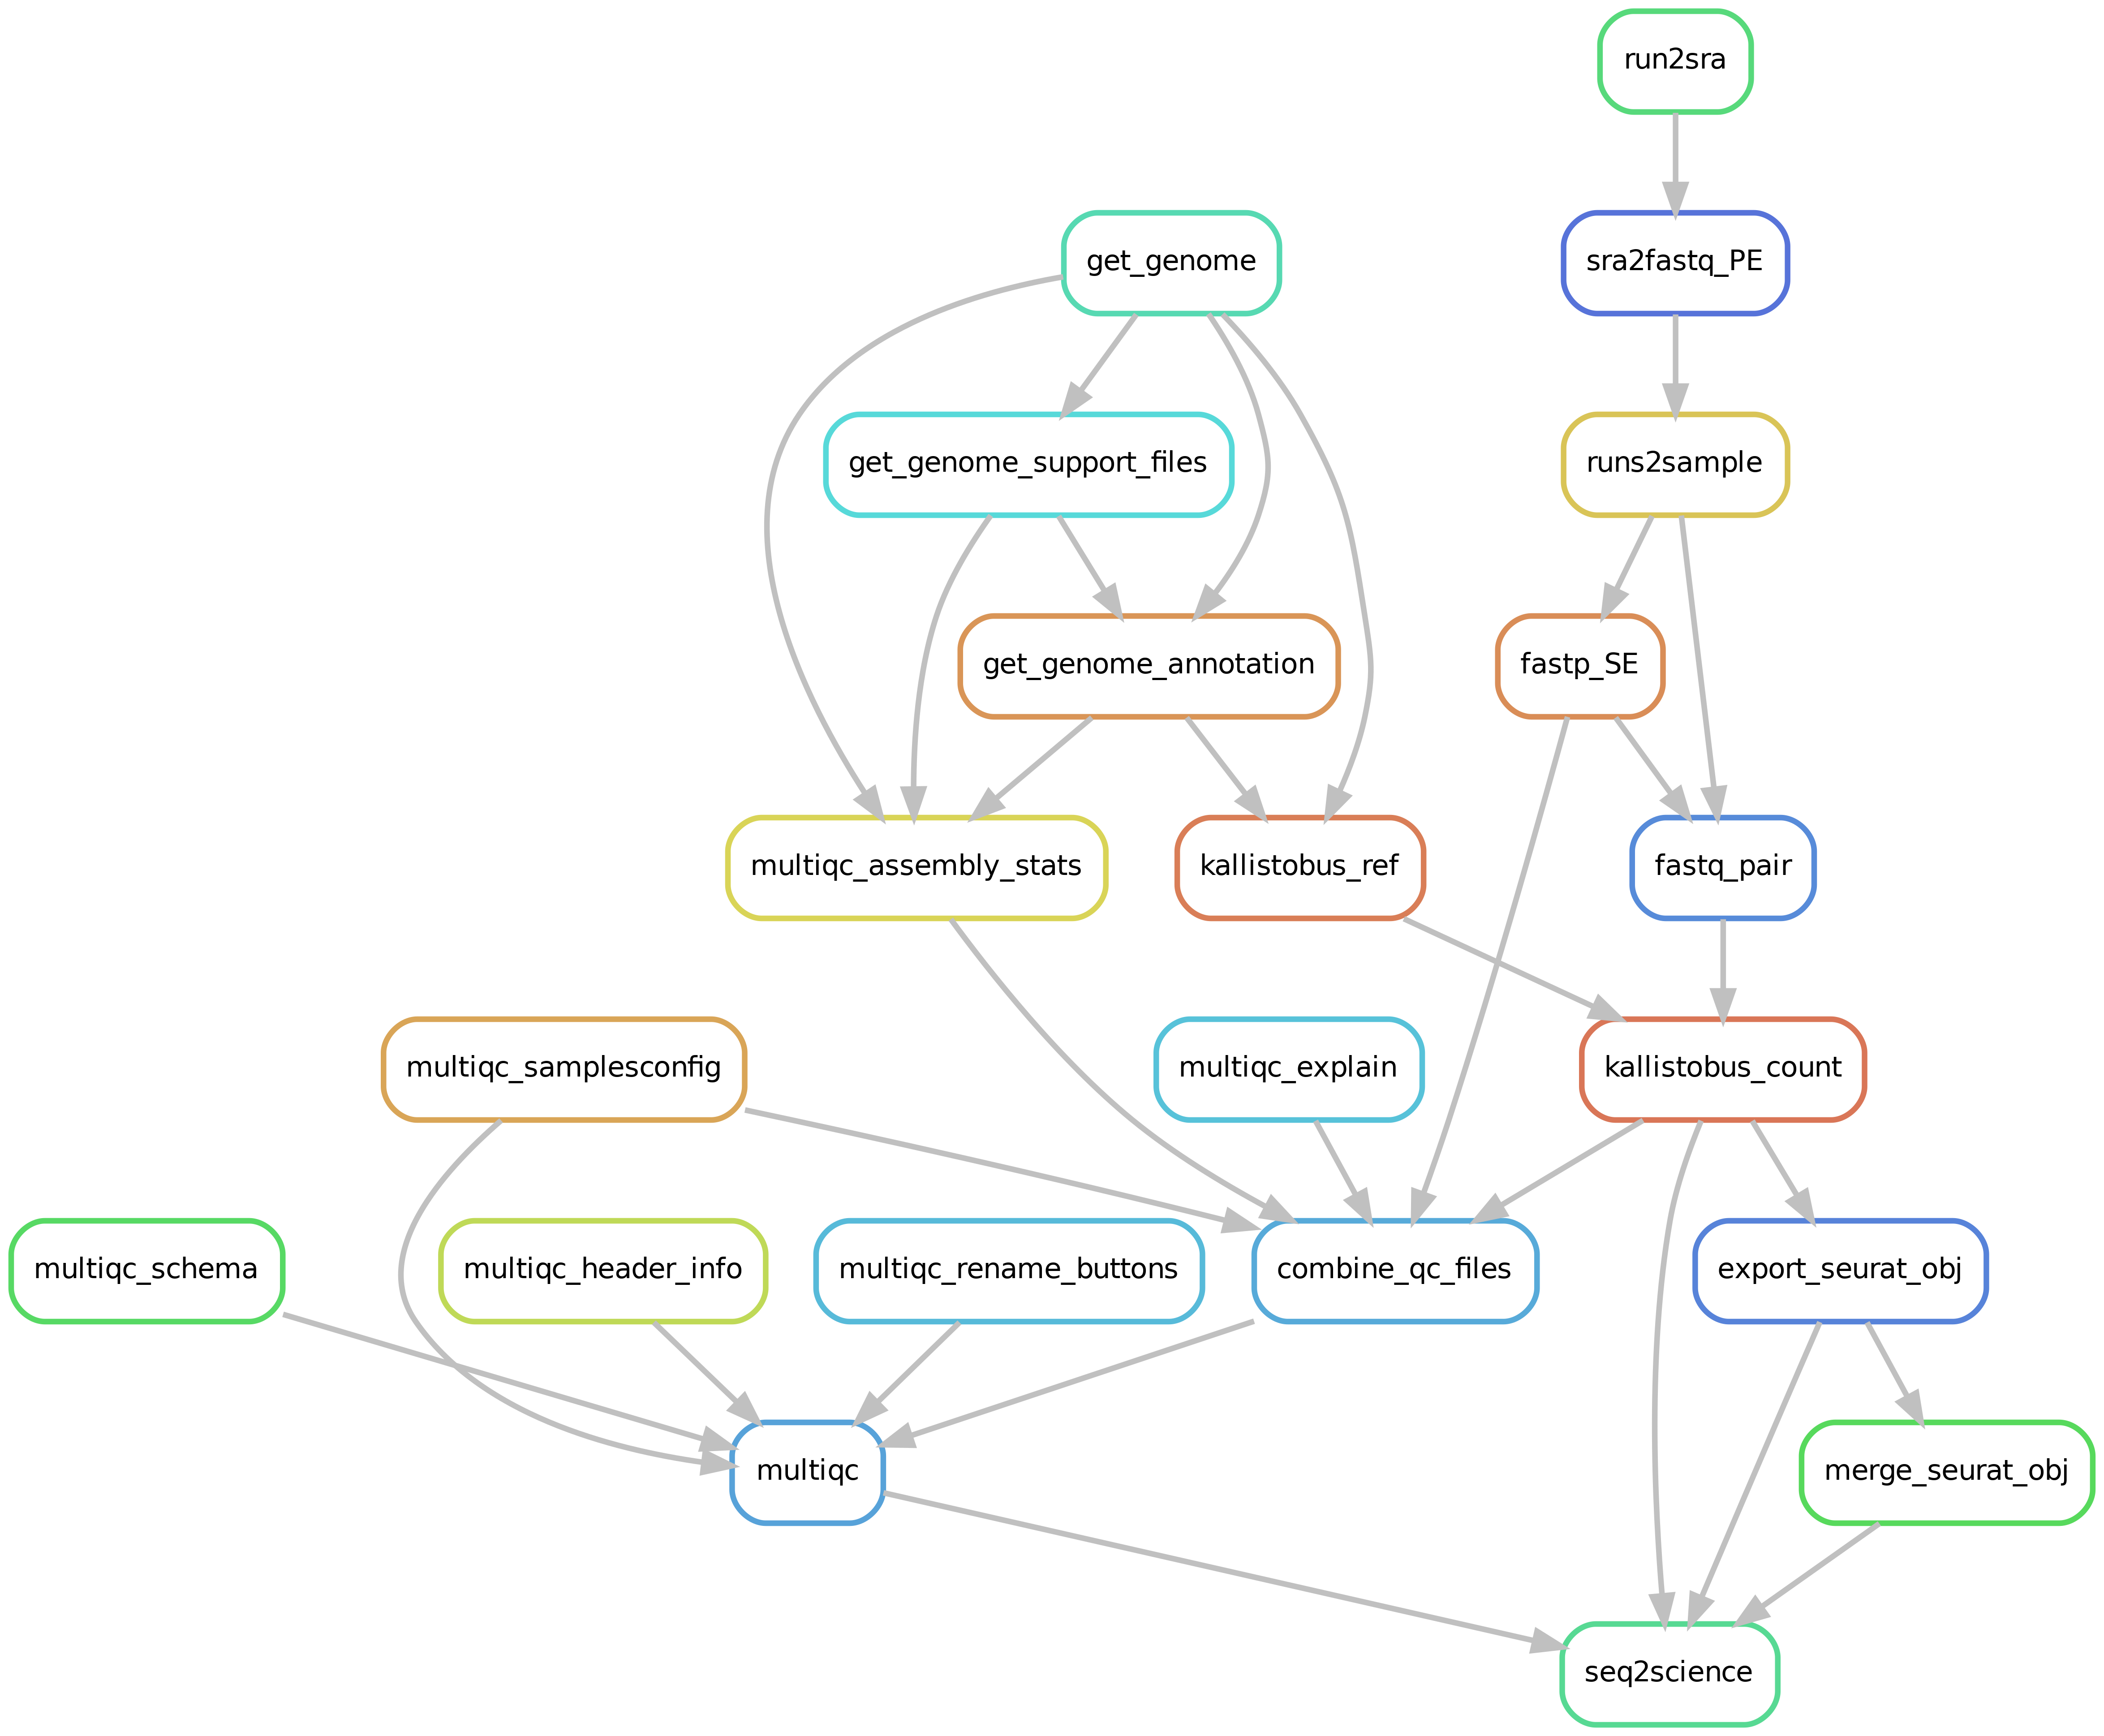 run2sra
get_genome
sra2fastq_PE
get_genome_support_files
runs2sample
get_genome_annotation
fastp_SE
multiqc_assembly_stats
kallistobus_ref
fastq_pair
multiqc_samplesconfig
multiqc_explain
kallistobus_count
multiqc_schema
multiqc_header_info
multiqc_rename_buttons
combine_qc_files
export_seurat_obj
multiqc
merge_seurat_obj
seq2science